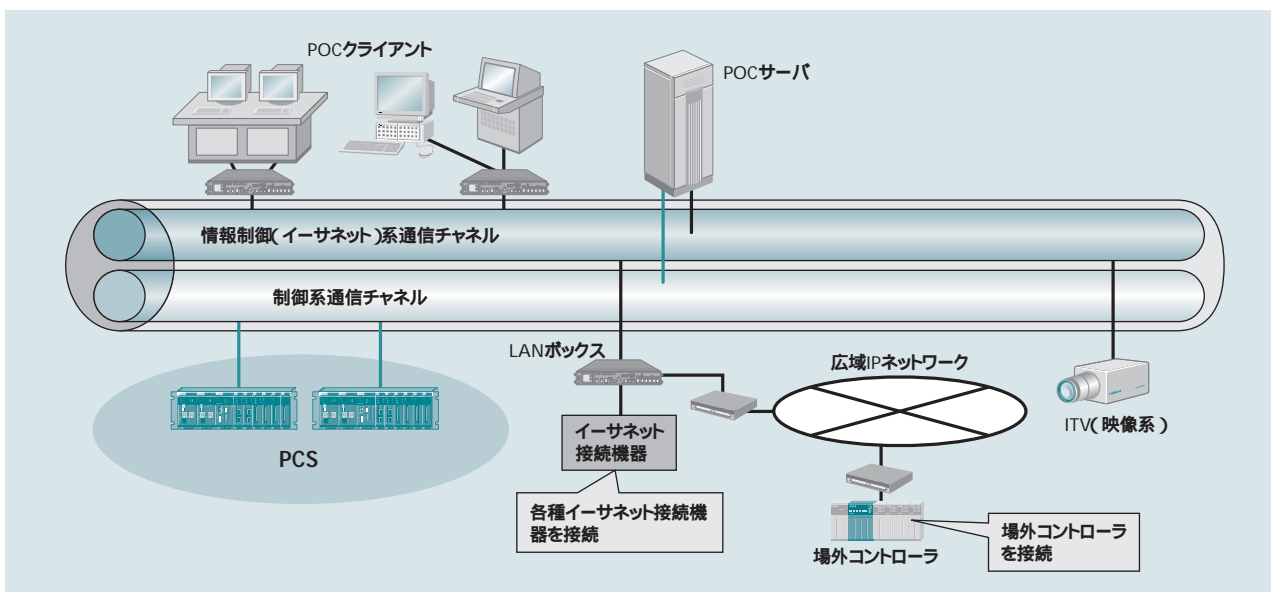 POCクライアント
POCサーバ
情報制御(イーサネット)系通信チャネル
制御系通信チャネル
LANボックス
広域IPネットワーク
ITV(映像系)
イーサネット
接続機器
PCS
各種イーサネット接続機
器を接続
場外コントローラ
を接続
場外コントローラ